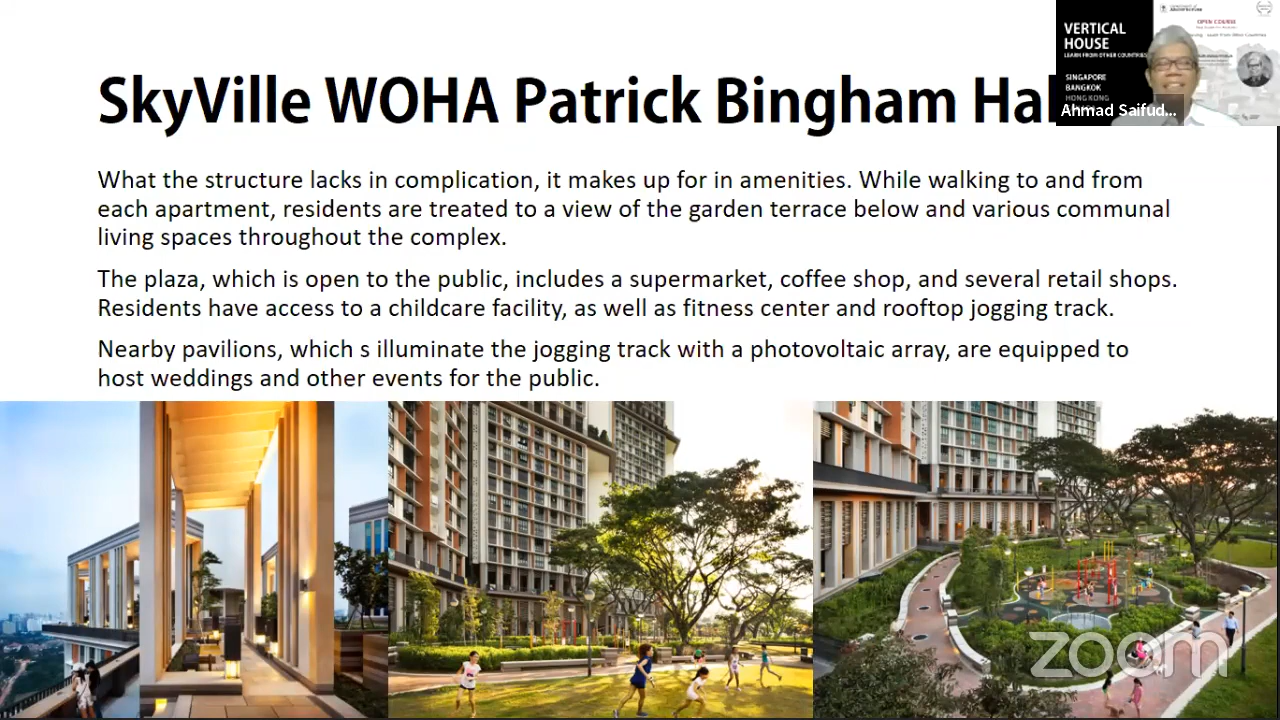 SkyVille WOHA Patrick Bingham Hal
What the structure lacks in complication, it makes up for in amenities. While walking to and from
each apartment, residents are treated to a view of the garden terrace below and various communal
living spaces throughout the complex.
The plaza, which is open to the public, includes a supermarket, coffee shop, and several retail shops.
Residents have access to a childcare facility, as well as fitness center and rooftop jogging track.
Nearby pavilions, which s illuminate the jogging track with a photovoltaic array, are equipped to
host weddings and other events for the public.
VERTICAL
HOUSE
LEARN FROM OTHER COUNTRIES
SINGAPORE
BANGKOK
HONG KONG
OPEN COURSE
Ahmad Saifud...
zoom